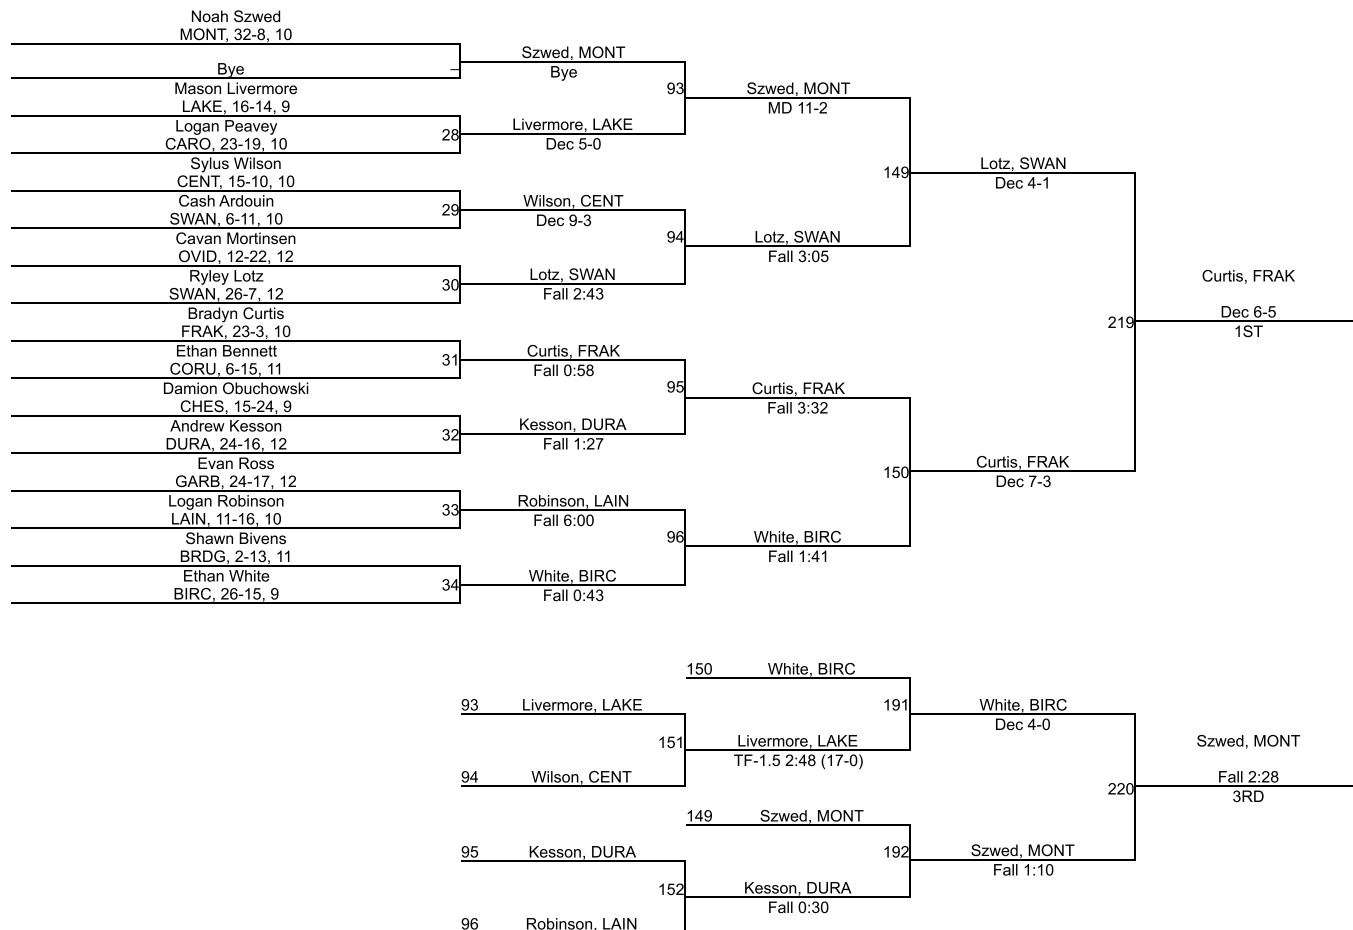 Noah Szwed
MONT, 32-8, 10
Bye
Mason Livermore
LAKE, 16-14, 9
Logan Peavey
CARO, 23-19, 10
28
Sylus Wilson
CENT, 15-10, 10
Cash Ardouin
SWAN, 6-11, 10
29
Cavan Mortinsen
OVID, 12-22, 12
Ryley Lotz
SWAN, 26-7, 12
30
Bradyn Curtis
FRAK, 23-3, 10
Ethan Bennett
CORU, 6-15, 11
31
Damion Obuchowski
CHES, 15-24, 9
Andrew Kesson
DURA, 24-16, 12
32
Evan Ross
GARB, 24-17, 12
Logan Robinson
LAIN, 11-16, 10
33
Shawn Bivens
BRDG, 2-13, 11
Ethan White
BIRC, 26-15, 9
34
Szwed, MONT
Bye
93
Livermore, LAKE
Dec 5-0
Wilson, CENT
Dec 9-3
94
Lotz, SWAN
Fall 2:43
Curtis, FRAK
Fall 0:58
95
Kesson, DURA
Fall 1:27
Robinson, LAIN
Fall 6:00
96
White, BIRC
Fall 0:43
Szwed, MONT
MD 11-2
149
Lotz, SWAN
Fall 3:05
Curtis, FRAK
Fall 3:32
150
White, BIRC
Fall 1:41
Lotz, SWAN
Dec 4-1
219
Curtis, FRAK
Dec 7-3
Curtis, FRAK
Dec 6-5
1ST
93 Livermore, LAKE
151
94 Wilson, CENT
95 Kesson, DURA
152
96 Robinson, LAIN
150 White, BIRC
191
Livermore, LAKE
TF-1.5 2:48 (17-0)
149 Szwed, MONT
192
Kesson, DURA
Fall 0:30
White, BIRC
Dec 4-0
220
Szwed, MONT
Fall 1:10
Szwed, MONT
Fall 2:28
3RD